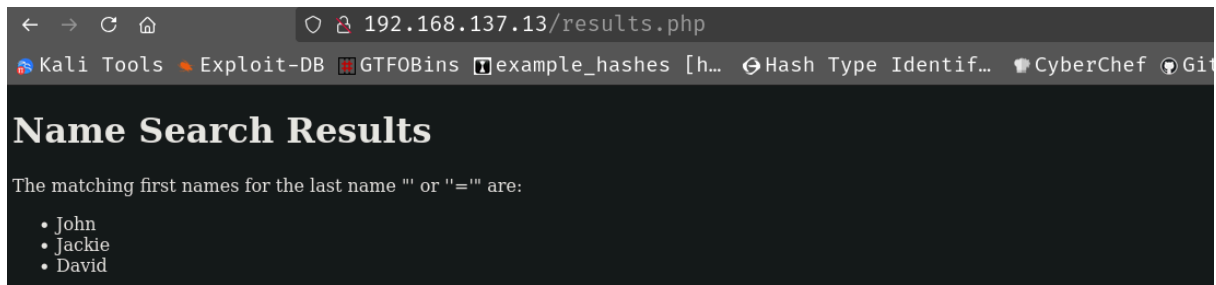 192.168.137.13/results.php
Kali Tools Exploit-DB GTFOBins example_hashes [h… Hash Type Identif… CyberChef Git
Name Search Results
The matching first names for the last name "' or ''='" are:
• John
• Jackie
• David